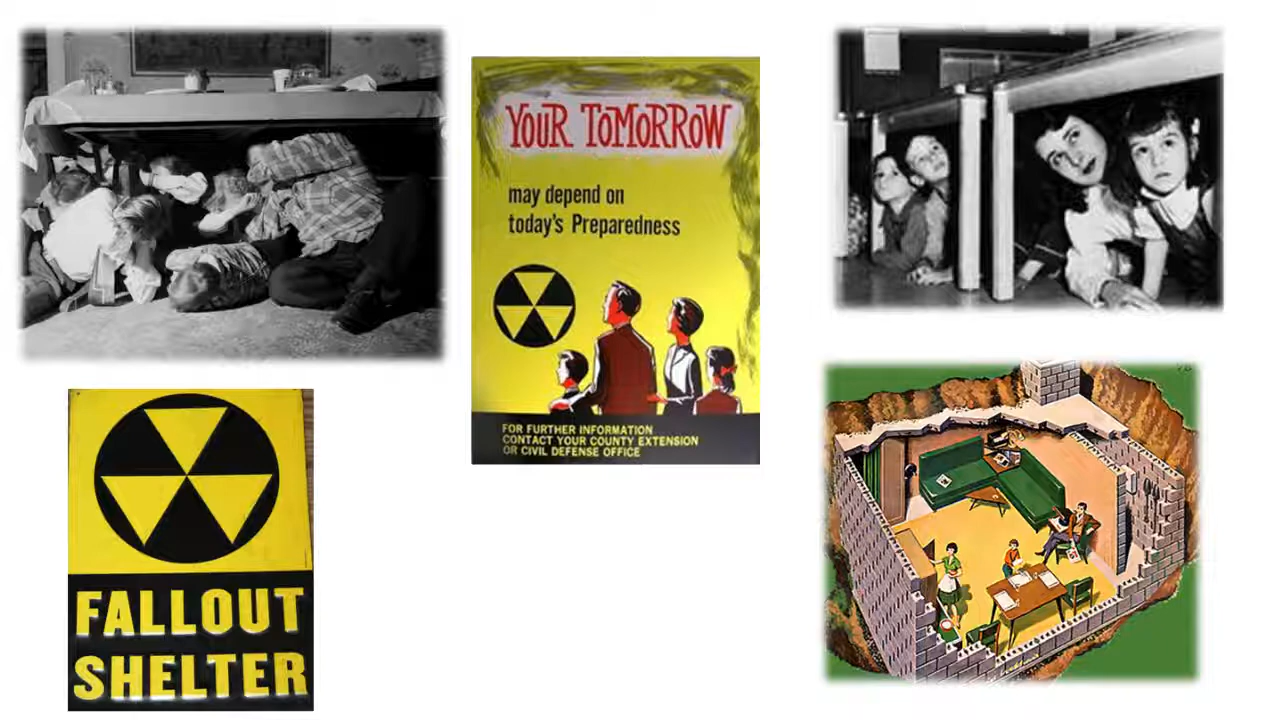 YOUR TOMORROW
may depend on
today's Preparedness
FOR FURTHER INFORMATION
CONTACT YOUR COUNTY EXTENSION
OR CIVIL DEFENSE OFFICE
FALLOUT
SHELTER